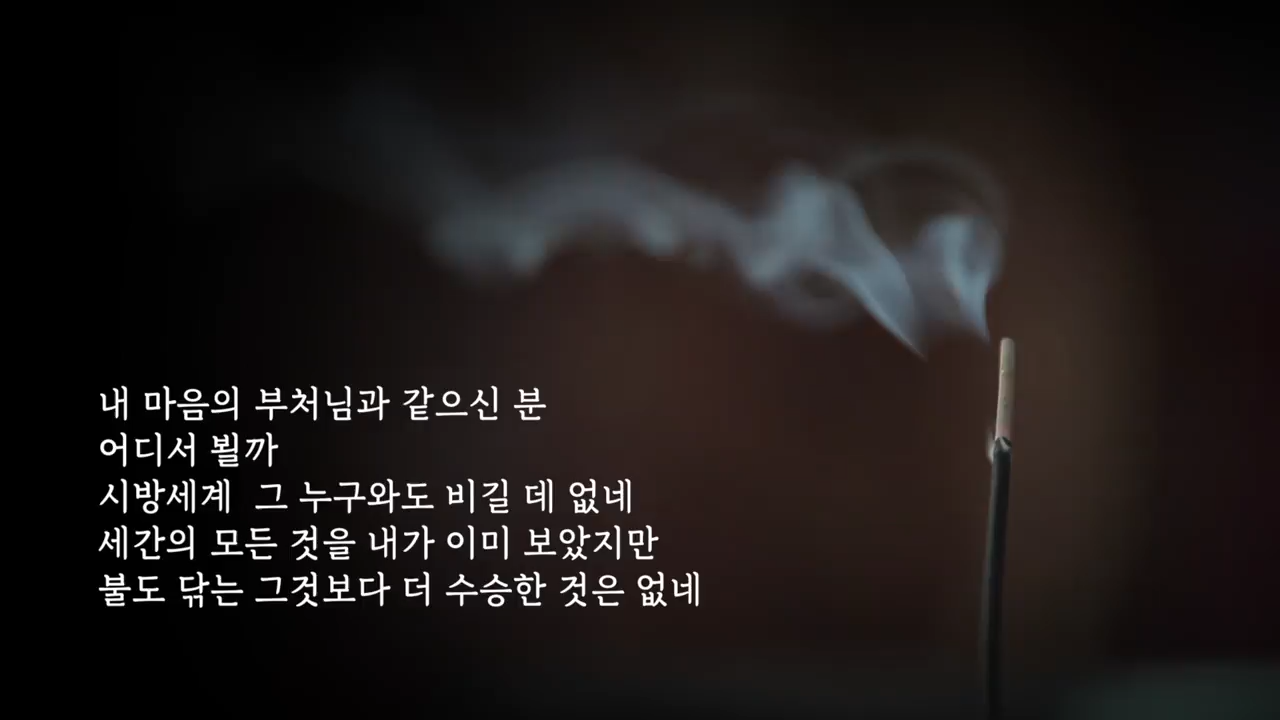 내 마음의 부처님과 같으신 분
어디서 뵐까
시방세계 그 누구와도 비길 데 없네
세간의 모든 것을 내가 이미 보았지만
불도 닦는 그것보다 더 수승한 것은 없네